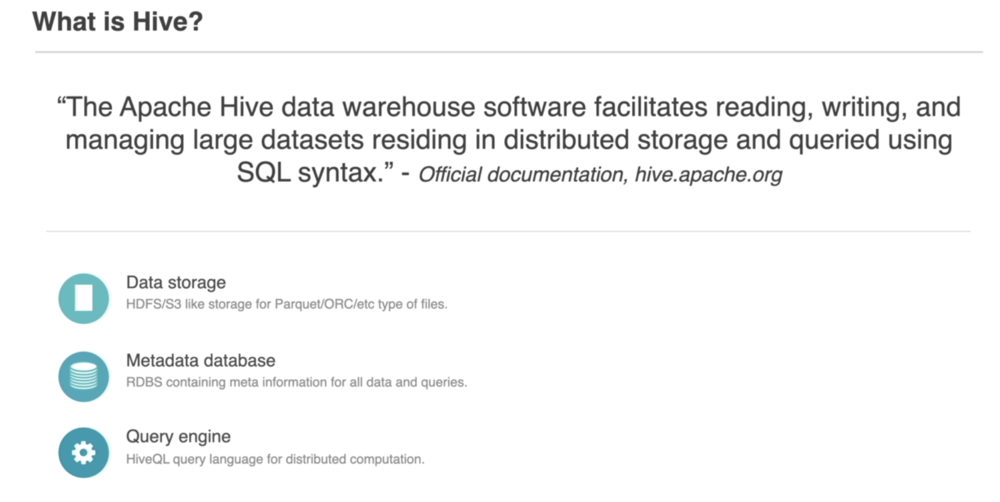 What is Hive?
“The Apache Hive data warehouse software facilitates reading, writing, and
managing large datasets residing in distributed storage and queried using
SQL syntax.” - Official documentation, hive.apache.org
Data storage
HDFS/S3 like storage for Parquet/ORC/etc type of files.
Metadata database
RDBS containing meta information for all data and queries.
Query engine
HiveQL query language for distributed computation.